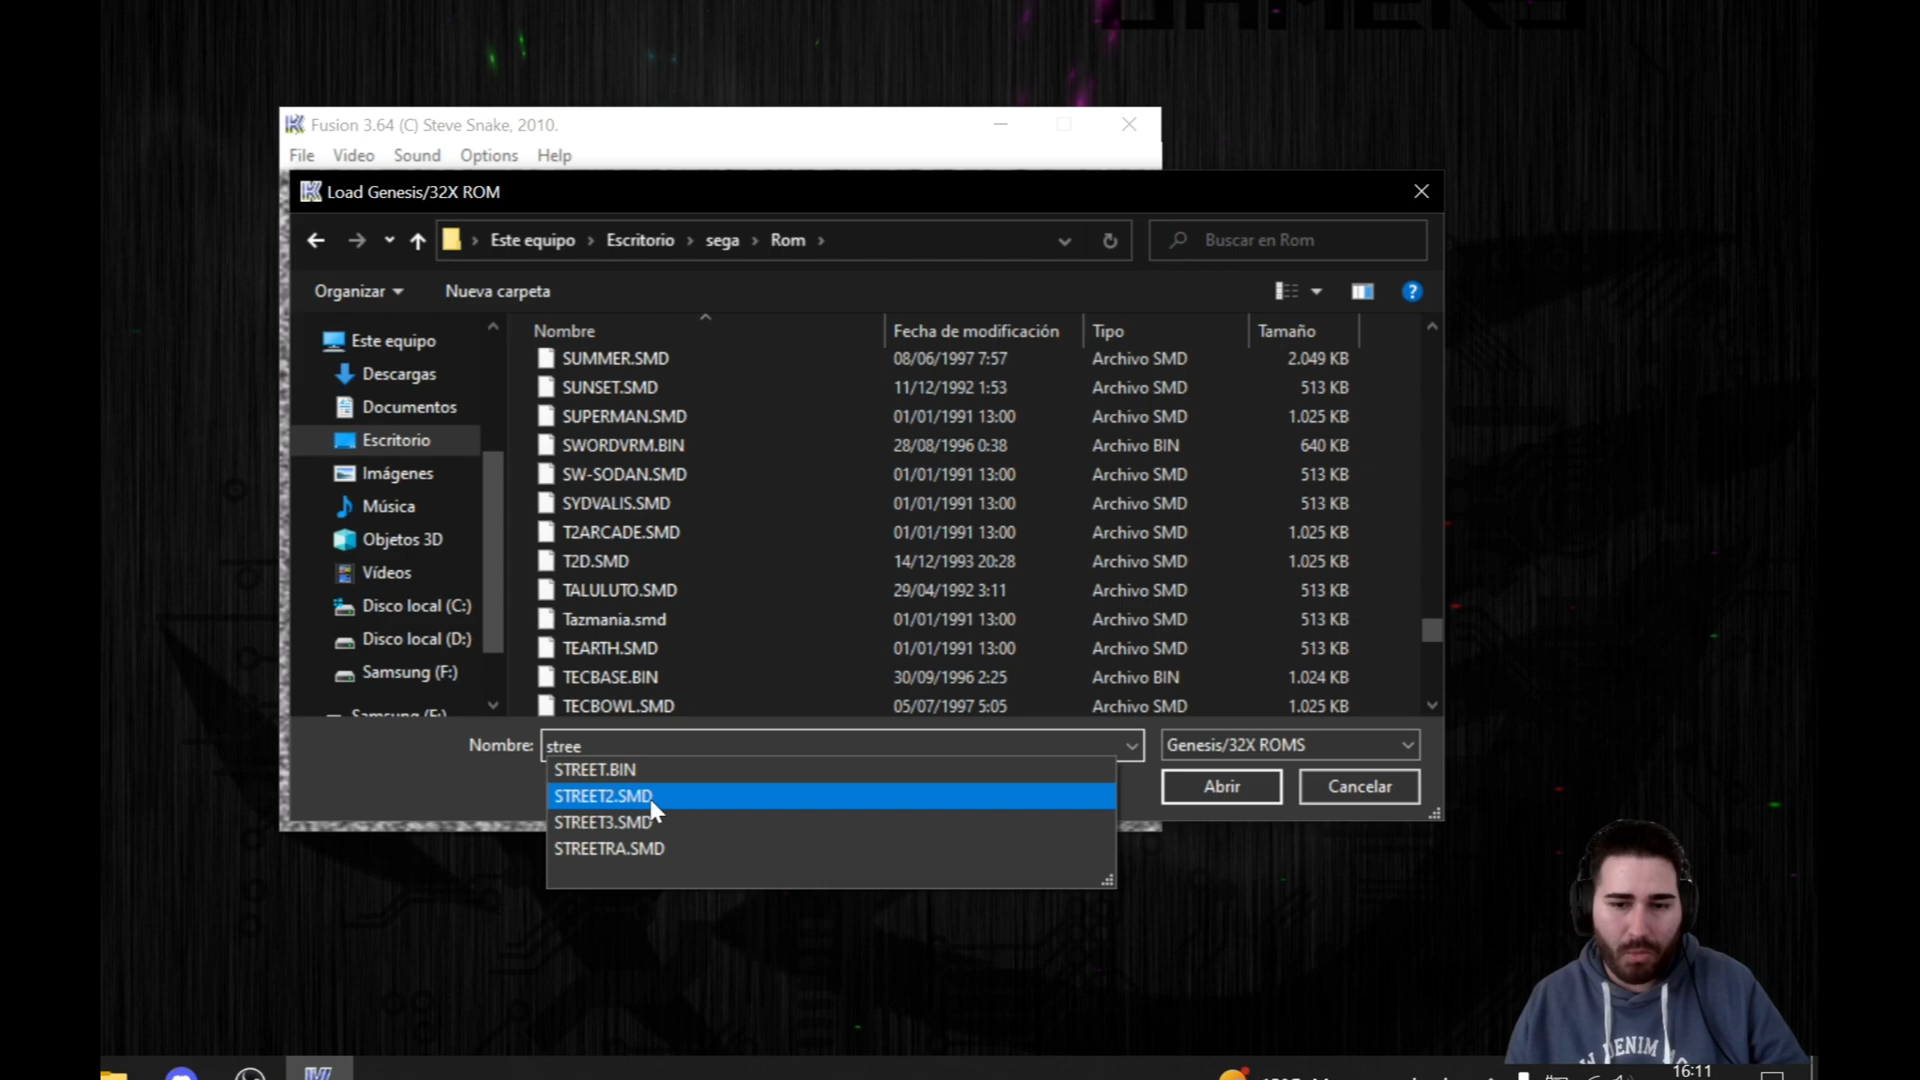 GAMERS
Fusion 3.64 (C) Steve Snake, 2010.
File Video Sound Options Help
Load Genesis/32X ROM
Este equipo › Escritorio › sega › Rom ›
Buscar en Rom
Organizar
Nueva carpeta
Este equipo
Descargas
Documentos
Escritorio
Imágenes
Música
Objetos 3D
Vídeos
Disco local (C:)
Disco local (D:)
Samsung (F:)
Samsung (F:)
Nombre Fecha de modificación Tipo Tamaño
SUMMER.SMD 08/06/1997 7:57 Archivo SMD 2.049 KB
SUNSET.SMD 11/12/1992 1:53 Archivo SMD 513 KB
SUPERMAN.SMD 01/01/1991 13:00 Archivo SMD 1.025 KB
SWORDVRM.BIN 28/08/1996 0:38 Archivo BIN 640 KB
SW-SODAN.SMD 01/01/1991 13:00 Archivo SMD 513 KB
SYDVALIS.SMD 01/01/1991 13:00 Archivo SMD 513 KB
T2ARCADE.SMD 01/01/1991 13:00 Archivo SMD 1.025 KB
T2D.SMD 14/12/1993 20:28 Archivo SMD 1.025 KB
TALULUTO.SMD 29/04/1992 3:11 Archivo SMD 513 KB
Tazmania.smd 01/01/1991 13:00 Archivo SMD 513 KB
TEARTH.SMD 01/01/1991 13:00 Archivo SMD 513 KB
TECBASE.BIN 30/09/1996 2:25 Archivo BIN 1.024 KB
TECBOWL.SMD 05/07/1997 5:05 Archivo SMD 1.025 KB
Nombre: stree
Genesis/32X ROMS
STREET.BIN
STREET2.SMD
STREET3.SMD
STREETRA.SMD
Abrir
Cancelar
DENIM
16:11